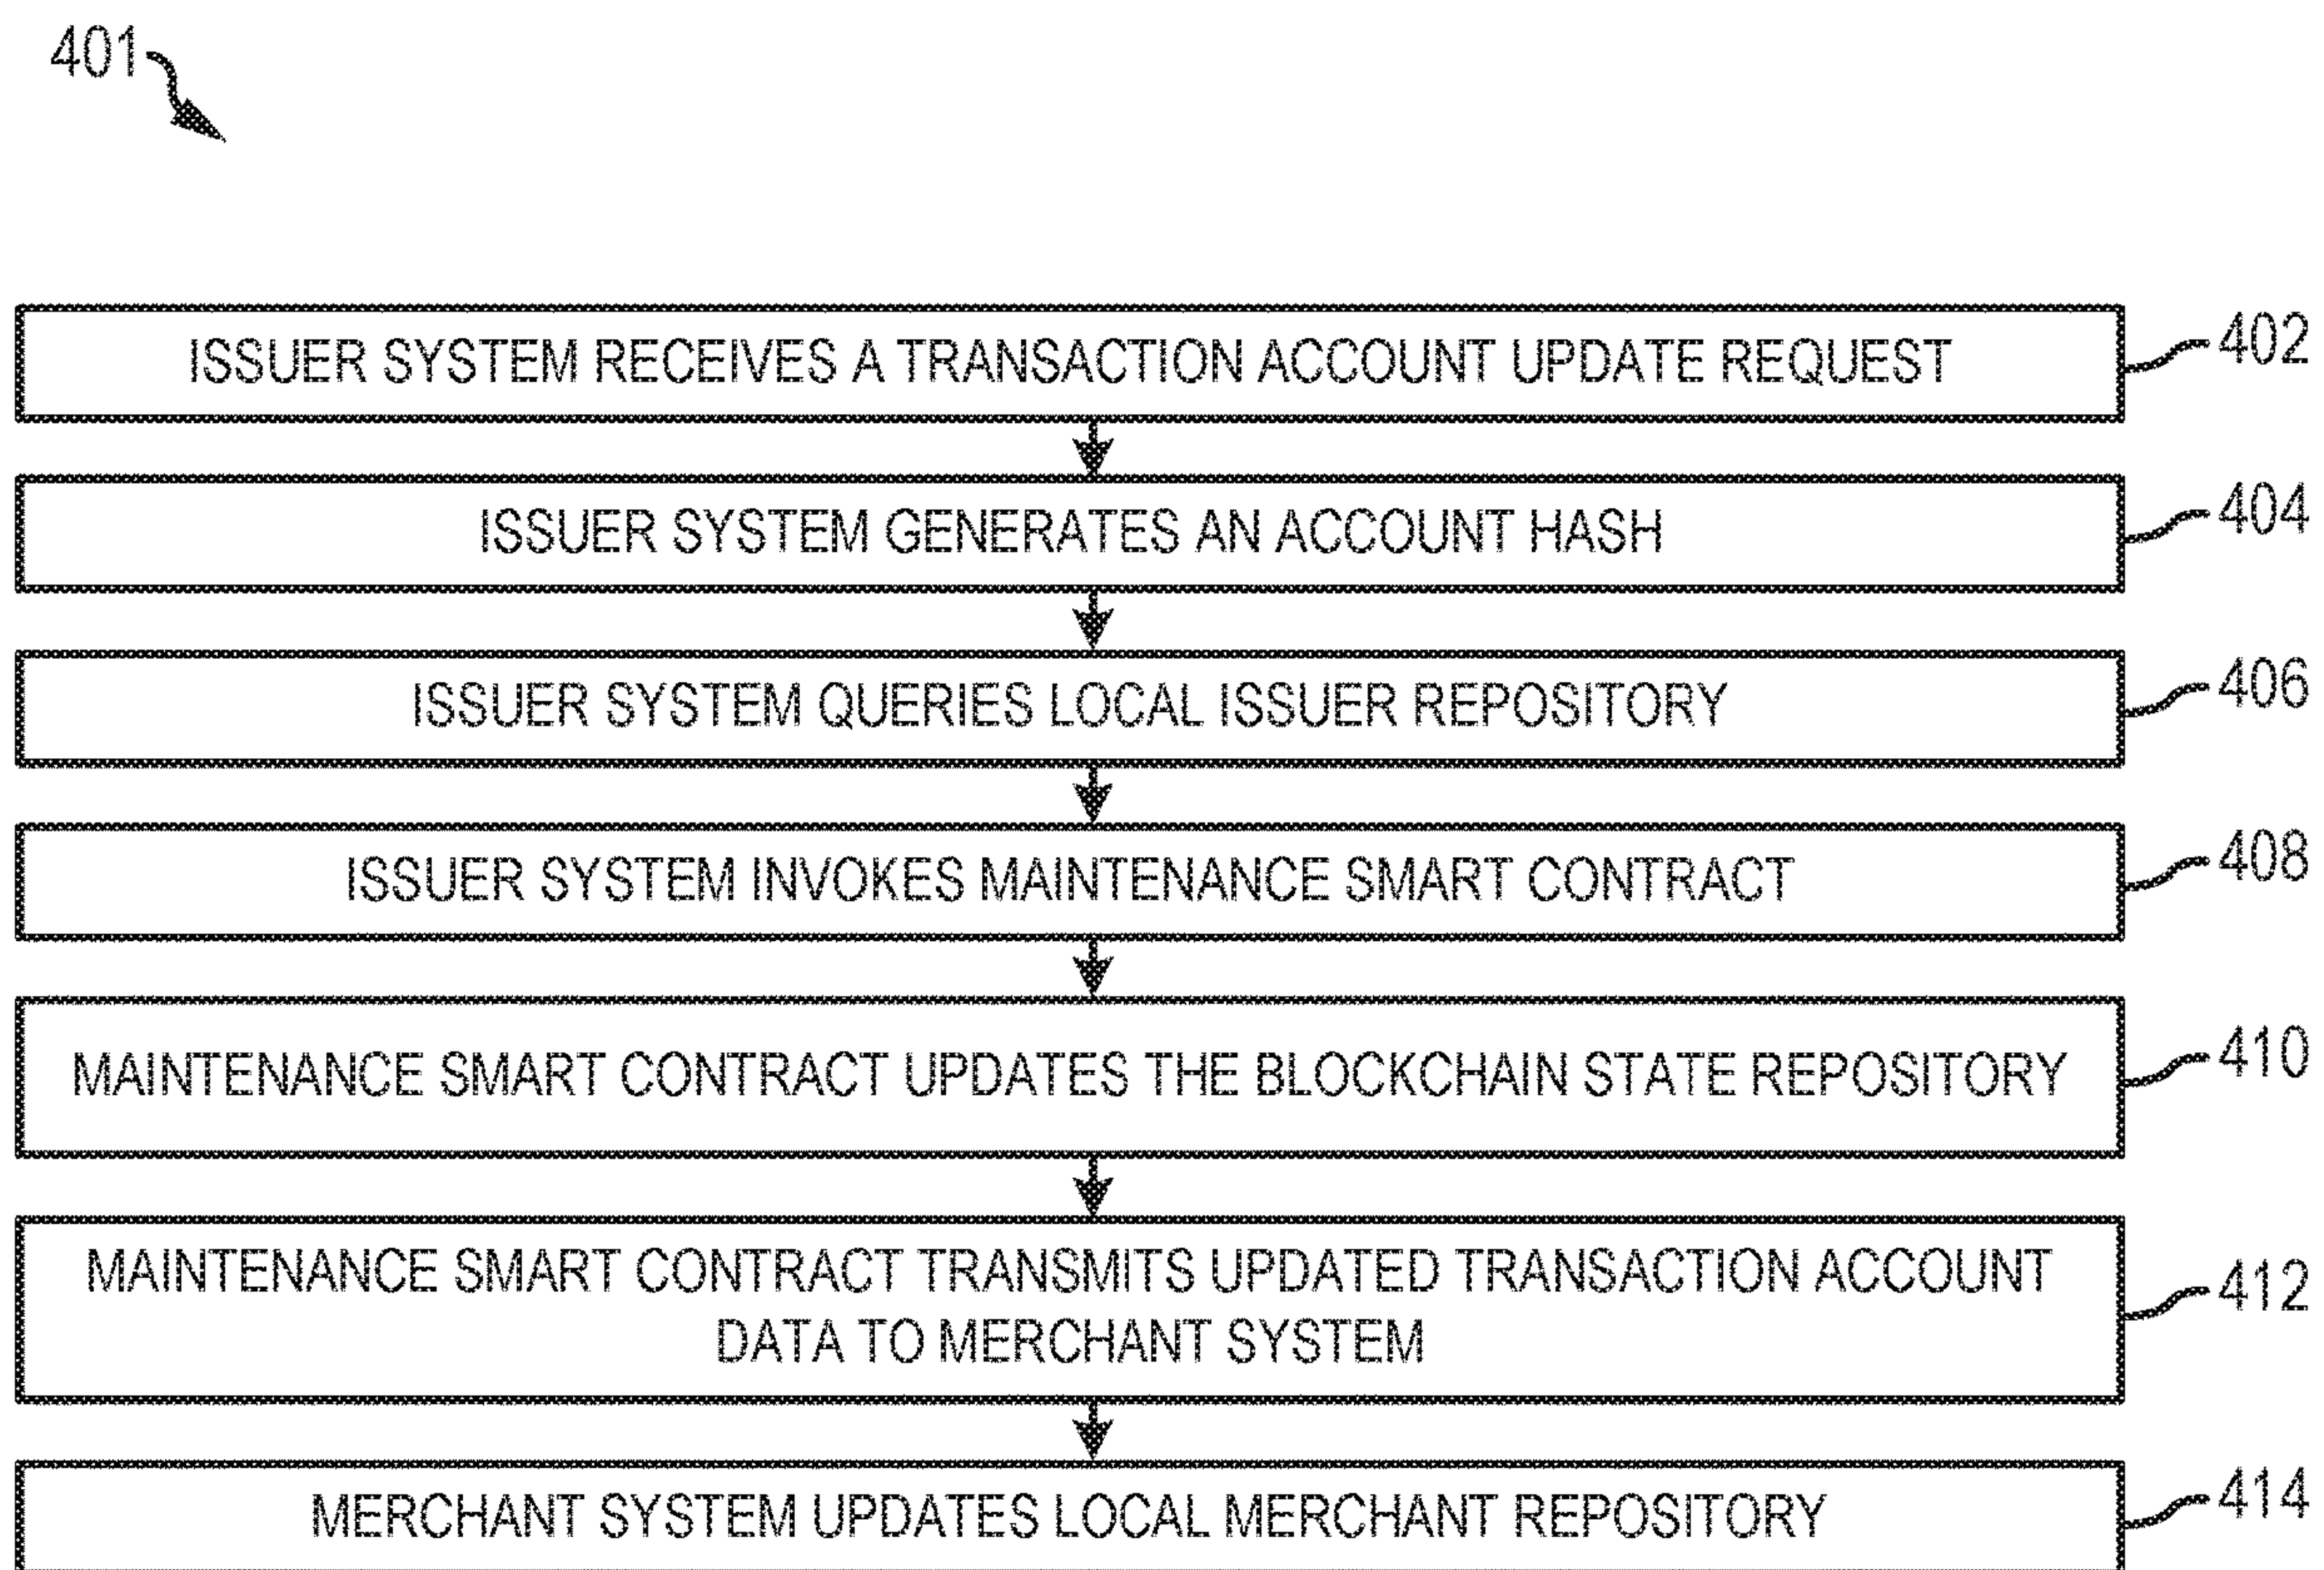 401
ISSUER SYSTEM RECEIVES A TRANSACTION ACCOUNT UPDATE REQUEST
402
ISSUER SYSTEM GENERATES AN ACCOUNT HASH
404
ISSUER SYSTEM QUERIES LOCAL ISSUER REPOSITORY
406
ISSUER SYSTEM INVOKES MAINTENANCE SMART CONTRACT
408
MAINTENANCE SMART CONTRACT UPDATES THE BLOCKCHAIN STATE REPOSITORY
410
MAINTENANCE SMART CONTRACT TRANSMITS UPDATED TRANSACTION ACCOUNT
DATA TO MERCHANT SYSTEM
412
MERCHANT SYSTEM UPDATES LOCAL MERCHANT REPOSITORY
414